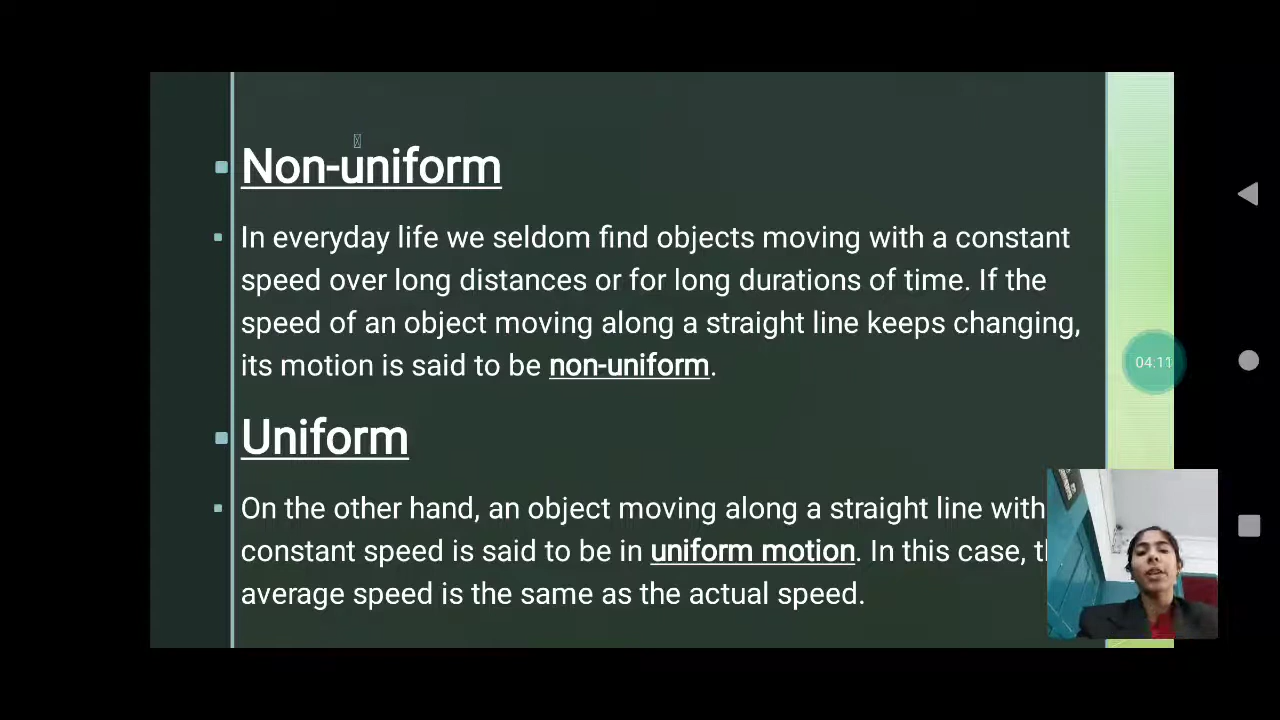 Non-uniform
In everyday life we seldom find objects moving with a constant
speed over long distances or for long durations of time. If the
speed of an object moving along a straight line keeps changing,
its motion is said to be non-uniform.
04:11
Uniform
On the other hand, an object moving along a straight line with
constant speed is said to be in uniform motion. In this case,
average speed is the same as the actual speed.